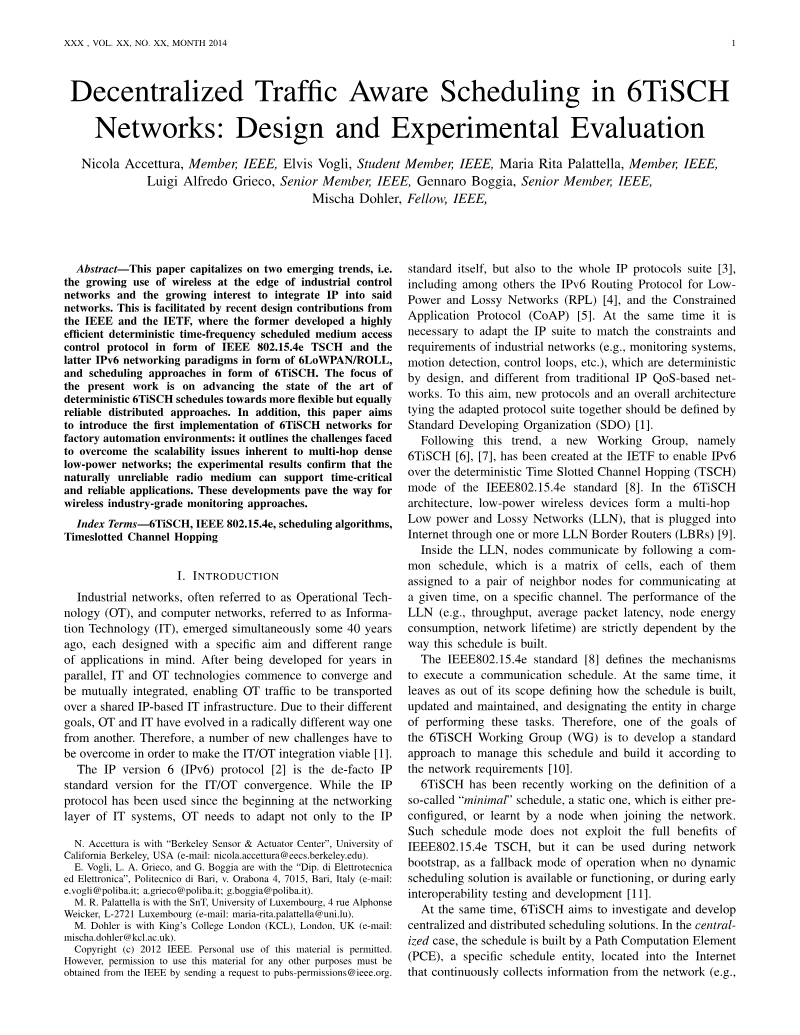 XXX , VOL. XX, NO. XX, MONTH 2014
1
Decentralized Traffic Aware Scheduling in 6TiSCH
Networks: Design and Experimental Evaluation
Nicola Accettura, Member, IEEE, Elvis Vogli, Student Member, IEEE, Maria Rita Palattella, Member, IEEE,
Luigi Alfredo Grieco, Senior Member, IEEE, Gennaro Boggia, Senior Member, IEEE,
Mischa Dohler, Fellow, IEEE,
Abstract—This paper capitalizes on two emerging trends, i.e.
the growing use of wireless at the edge of industrial control
networks and the growing interest to integrate IP into said
networks. This is facilitated by recent design contributions from
the IEEE and the IETF, where the former developed a highly
efficient deterministic time-frequency scheduled medium access
control protocol in form of IEEE 802.15.4e TSCH and the
latter IPv6 networking paradigms in form of 6LoWPAN/ROLL,
and scheduling approaches in form of 6TiSCH. The focus of
the present work is on advancing the state of the art of
deterministic 6TiSCH schedules towards more flexible but equally
reliable distributed approaches. In addition, this paper aims
to introduce the first implementation of 6TiSCH networks for
factory automation environments: it outlines the challenges faced
to overcome the scalability issues inherent to multi-hop dense
low-power networks; the experimental results confirm that the
naturally unreliable radio medium can support time-critical
and reliable applications. These developments pave the way for
wireless industry-grade monitoring approaches.
Index Terms—6TiSCH, IEEE 802.15.4e, scheduling algorithms,
Timeslotted Channel Hopping
I. INTRODUCTION
Industrial networks, often referred to as Operational Tech-
nology (OT), and computer networks, referred to as Informa-
tion Technology (IT), emerged simultaneously some 40 years
ago, each designed with a specific aim and different range
of applications in mind. After being developed for years in
parallel, IT and OT technologies commence to converge and
be mutually integrated, enabling OT traffic to be transported
over a shared IP-based IT infrastructure. Due to their different
goals, OT and IT have evolved in a radically different way one
from another. Therefore, a number of new challenges have to
be overcome in order to make the IT/OT integration viable [1].
The IP version 6 (IPv6) protocol [2] is the de-facto IP
standard version for the IT/OT convergence. While the IP
protocol has been used since the beginning at the networking
layer of IT systems, OT needs to adapt not only to the IP
N. Accettura is with “Berkeley Sensor & Actuator Center”, University of
California Berkeley, USA (e-mail: nicola.accettura@eecs.berkeley.edu).
E. Vogli, L. A. Grieco, and G. Boggia are with the “Dip. di Elettrotecnica
ed Elettronica”, Politecnico di Bari, v. Orabona 4, 7015, Bari, Italy (e-mail:
e.vogli@poliba.it; a.grieco@poliba.it; g.boggia@poliba.it).
M. R. Palattella is with the SnT, University of Luxembourg, 4 rue Alphonse
Weicker, L-2721 Luxembourg (e-mail: maria-rita.palattella@uni.lu).
M. Dohler is with King’s College London (KCL), London, UK (e-mail:
mischa.dohler@kcl.ac.uk).
Copyright (c) 2012 IEEE. Personal use of this material is permitted.
However, permission to use this material for any other purposes must be
obtained from the IEEE by sending a request to pubs-permissions@ieee.org.
standard itself, but also to the whole IP protocols suite [3],
including among others the IPv6 Routing Protocol for Low-
Power and Lossy Networks (RPL) [4], and the Constrained
Application Protocol (CoAP) [5]. At the same time it is
necessary to adapt the IP suite to match the constraints and
requirements of industrial networks (e.g., monitoring systems,
motion detection, control loops, etc.), which are deterministic
by design, and different from traditional IP QoS-based net-
works. To this aim, new protocols and an overall architecture
tying the adapted protocol suite together should be defined by
Standard Developing Organization (SDO) [1].
Following this trend, a new Working Group, namely
6TiSCH [6], [7], has been created at the IETF to enable IPv6
over the deterministic Time Slotted Channel Hopping (TSCH)
mode of the IEEE802.15.4e standard [8]. In the 6TiSCH
architecture, low-power wireless devices form a multi-hop
Low power and Lossy Networks (LLN), that is plugged into
Internet through one or more LLN Border Routers (LBRs) [9].
Inside the LLN, nodes communicate by following a com-
mon schedule, which is a matrix of cells, each of them
assigned to a pair of neighbor nodes for communicating at
a given time, on a specific channel. The performance of the
LLN (e.g., throughput, average packet latency, node energy
consumption, network lifetime) are strictly dependent by the
way this schedule is built.
The IEEE802.15.4e standard [8] defines the mechanisms
to execute a communication schedule. At the same time, it
leaves as out of its scope defining how the schedule is built,
updated and maintained, and designating the entity in charge
of performing these tasks. Therefore, one of the goals of
the 6TiSCH Working Group (WG) is to develop a standard
approach to manage this schedule and build it according to
the network requirements [10].
6TiSCH has been recently working on the definition of a
so-called “minimal” schedule, a static one, which is either pre-
configured, or learnt by a node when joining the network.
Such schedule mode does not exploit the full benefits of
IEEE802.15.4e TSCH, but it can be used during network
bootstrap, as a fallback mode of operation when no dynamic
scheduling solution is available or functioning, or during early
interoperability testing and development [11].
At the same time, 6TiSCH aims to investigate and develop
centralized and distributed scheduling solutions. In the central-
ized case, the schedule is built by a Path Computation Element
(PCE), a specific schedule entity, located into the Internet
that continuously collects information from the network (e.g.,